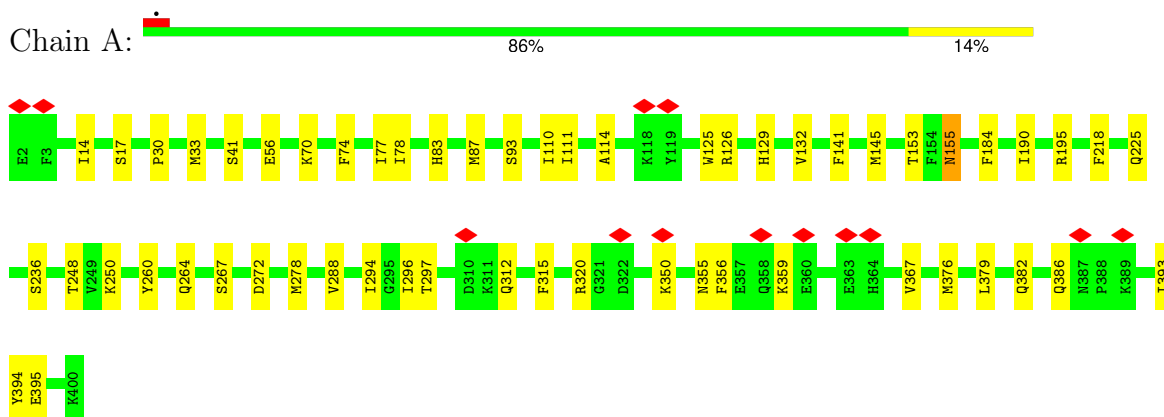 Chain A:
86% 14%
E2 F3 I14 S17 P30 M33 S41 E56 K70 F74 I77 I78 H83 M87 S93 I110 I111 A114 K118 Y119 W125 R126 H129 V132 F141 M145 T153 F154 N155 F184 I190 R195 F218 Q225
S236 T248 V249 K250 Y260 Q264 S267 D272 M278 V288 I294 G295 I296 T297 D310 K311 Q312 F315 R320 G321 D322 K350 N355 F356 E357 Q358 K359 E360 E363 H364 V367 M376 L379 Q382 Q386 N387 P388 K389
Y394 E395 K400